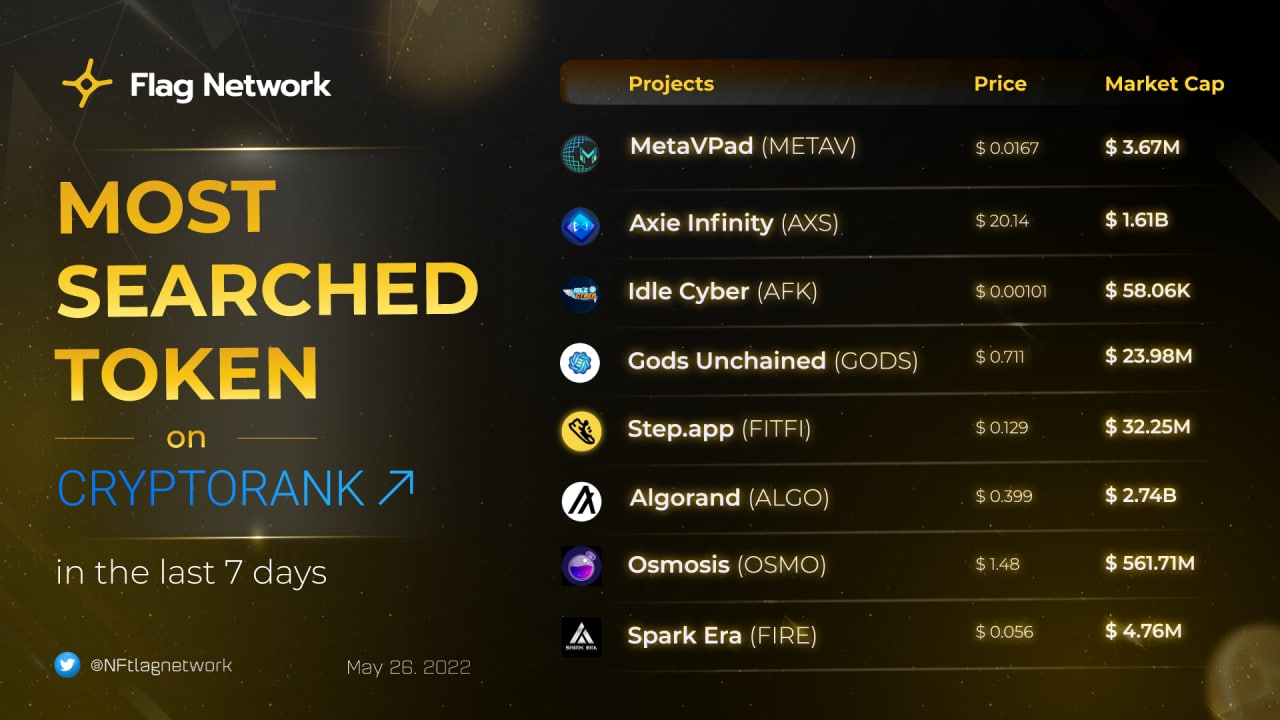 Flag Network
MOST
SEARCHED
TOKEN
on
CRYPTORANK
in the last 7 days
@NFtlagnetwork
May 26. 2022
Projects Price Market Cap
MetaVPad (METAV) $ 0.0167 $ 3.67M
Axie Infinity (AXS) $ 20.14 $ 1.61B
Idle Cyber (AFK) $ 0.00101 $ 58.06K
Gods Unchained (GODS) $ 0.711 $ 23.98M
Step.app (FITFI) $ 0.129 $ 32.25M
Algorand (ALGO) $ 0.399 $ 2.74B
Osmosis (OSMO) $ 1.48 $ 561.71M
SPARK ERA
Spark Era (FIRE) $ 0.056 $ 4.76M